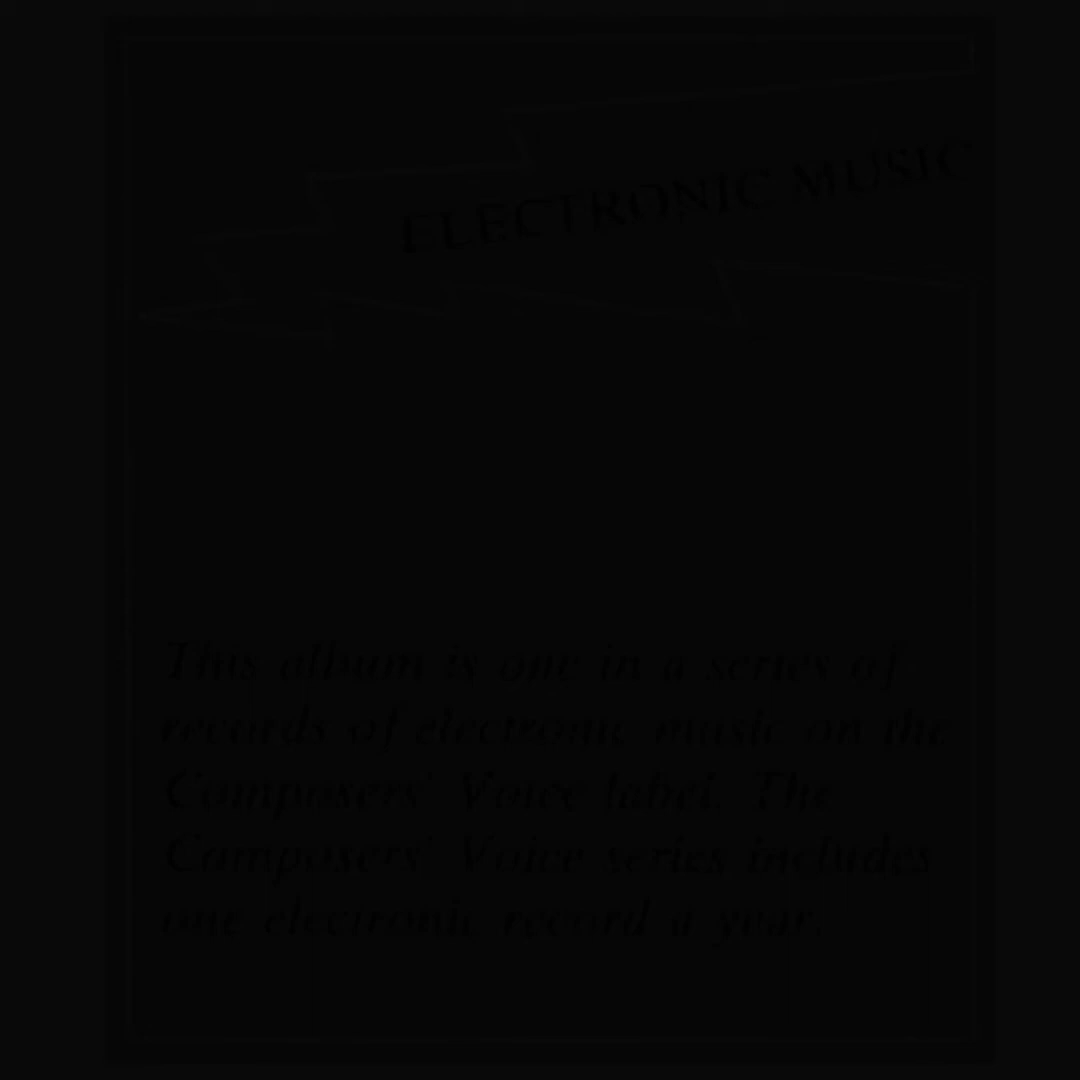 ELECTRONIC MUSIC
This album is one in a series of
records of electronic music on the
Composers' Voice label. The
Composers' Voice series includes
one electronic record a year.